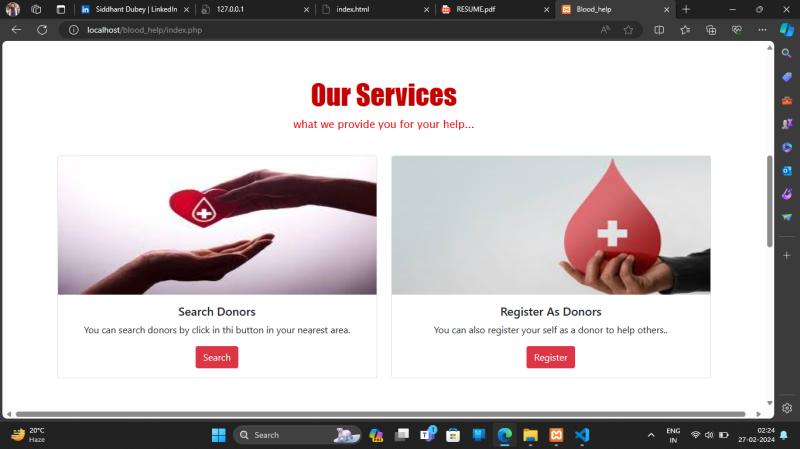 Siddhant Dubey | LinkedIn
127.0.0.1
index.html
RESUME.pdf
Blood_help
localhost/blood_help/index.php
Our Services
what we provide you for your help...
Search Donors
You can search donors by click in thi button in your nearest area.
Search
Register As Donors
You can also register your self as a donor to help others..
Register
20°C
Haze
Search
ENG
IN
02:24
27-02-2024